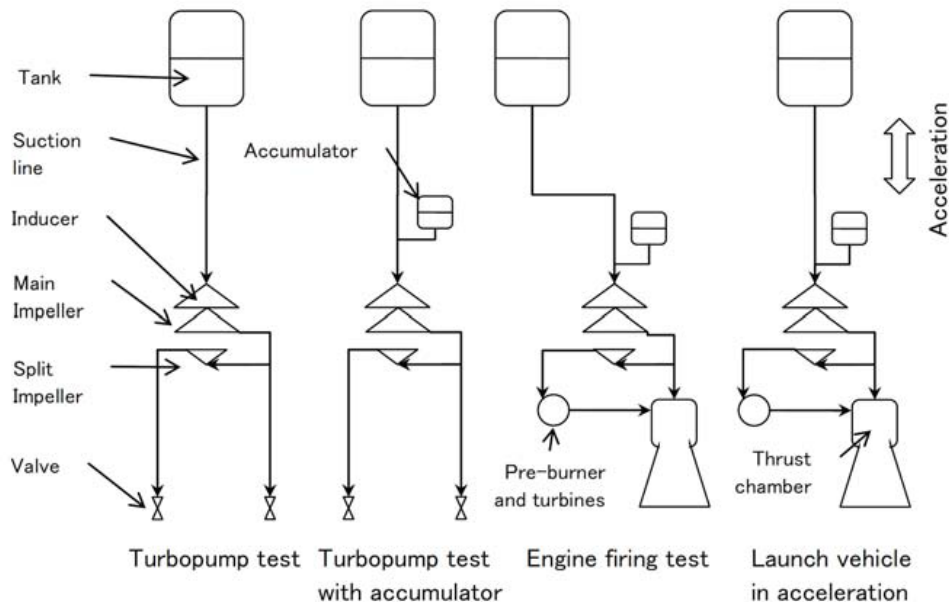 Tank
Suction
line
Accumulator
Acceleration
Inducer
Main
Impeller
Split
Impeller
Valve
Pre-burner
and turbines
Thrust
chamber
Turbopump test
Turbopump test
with accumulator
Engine firing test
Launch vehicle
in acceleration